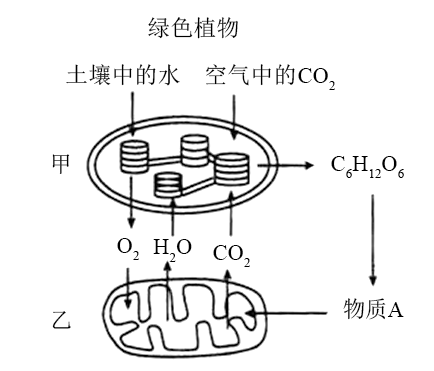 绿色植物
土壤中的水 空气中的CO₂
甲
C₆H₁₂O₆
O₂ H₂O CO₂
乙
物质A